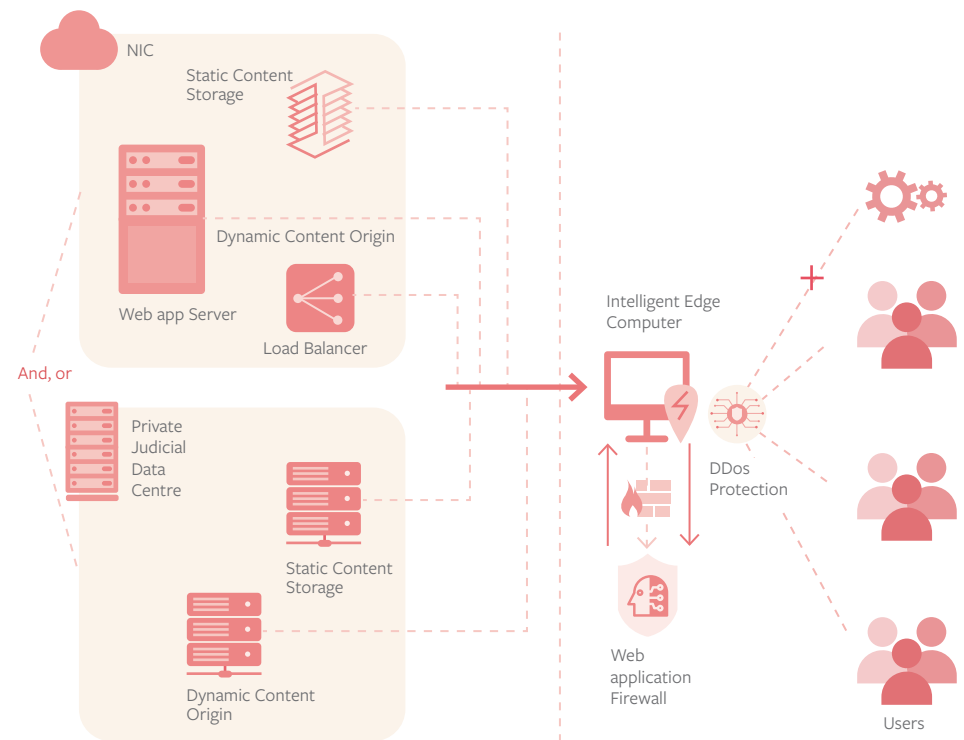 NIC
Static Content
Storage
Dynamic Content Origin
Web app Server
Load Balancer
And, or
Private
Judicial
Data
Centre
Static Content
Storage
Dynamic Content
Origin
Intelligent Edge
Computer
DDos
Protection
Web
application
Firewall
Users